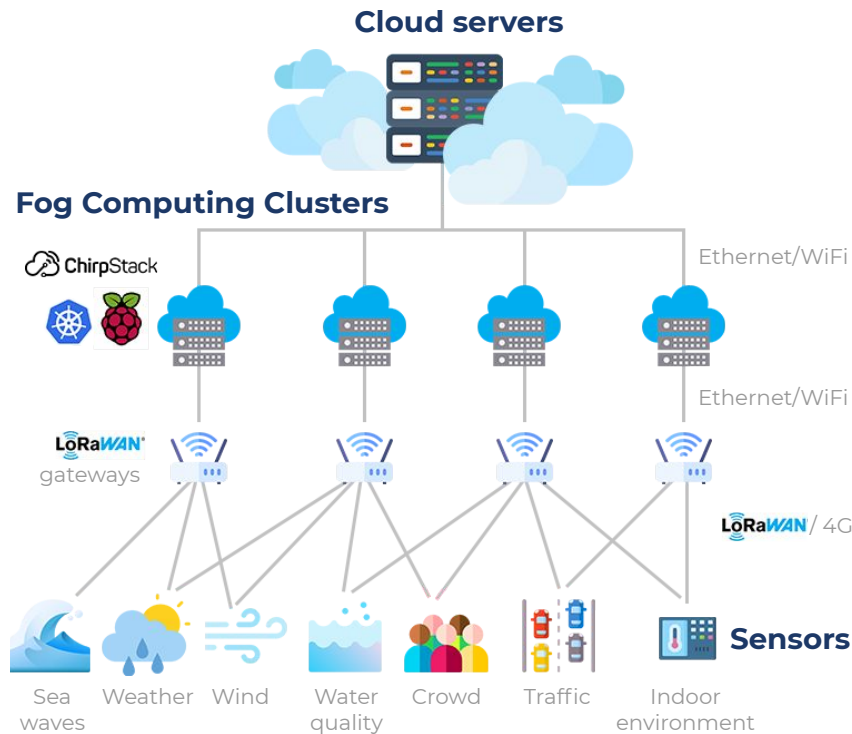 Cloud servers
Fog Computing Clusters
Ethernet/WiFi
ChirpStack
Ethernet/WiFi
LoRaWAN®
gateways
LoRaWAN / 4G
Sensors
Sea
waves
Weather
Wind
Water
quality
Crowd
Traffic
Indoor
environment